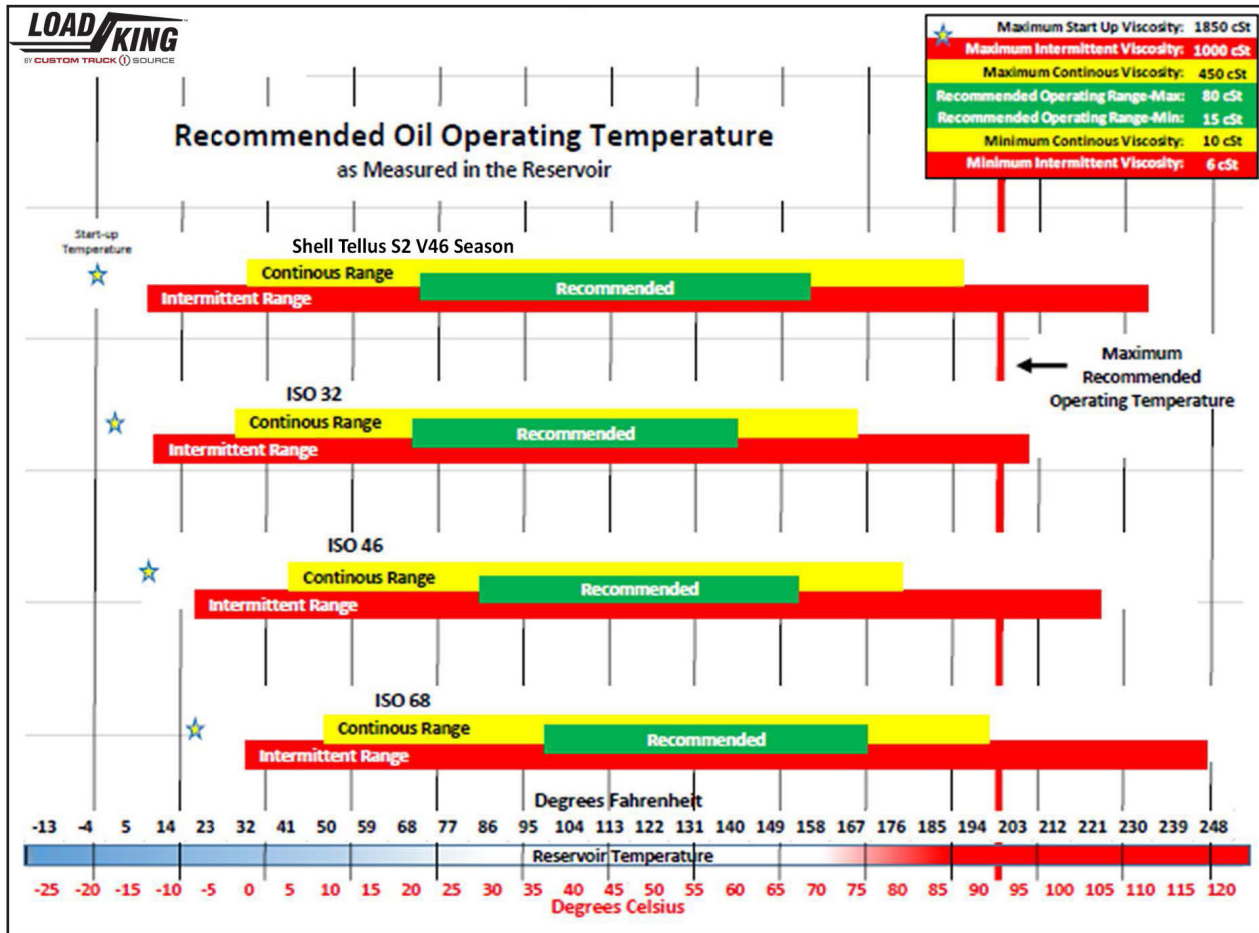 LOAD KING
BY CUSTOM TRUCK 1 SOURCE
Maximum Start Up Viscosity: 1850 cSt
Maximum Intermittent Viscosity: 1000 cSt
Maximum Continous Viscosity: 450 cSt
Recommended Operating Range-Max: 80 cSt
Recommended Operating Range-Min: 15 cSt
Minimum Continous Viscosity: 10 cSt
Minimum Intermittent Viscosity: 6 cSt
Recommended Oil Operating Temperature
as Measured in the Reservoir
Start-up
Temperature
Shell Tellus S2 V46 Season
Continous Range
Recommended
Intermittent Range
Maximum
Recommended
Operating Temperature
ISO 32
Continous Range
Recommended
Intermittent Range
ISO 46
Continous Range
Recommended
Intermittent Range
ISO 68
Continous Range
Recommended
Intermittent Range
Degrees Fahrenheit
-13 -4 5 14 23 32 41 50 59 68 77 86 95 104 113 122 131 140 149 158 167 176 185 194 203 212 221 230 239 248
Reservoir Temperature
-25 -20 -15 -10 -5 0 5 10 15 20 25 30 35 40 45 50 55 60 65 70 75 80 85 90 95 100 105 110 115 120
Degrees Celsius